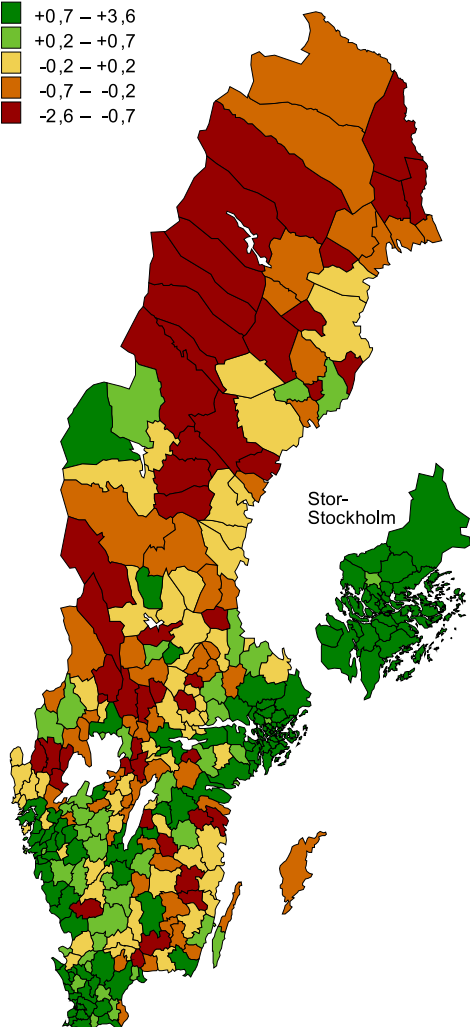 +0,7 – +3,6
+0,2 – +0,7
-0,2 – +0,2
-0,7 – -0,2
-2,6 – -0,7
Stor-
Stockholm